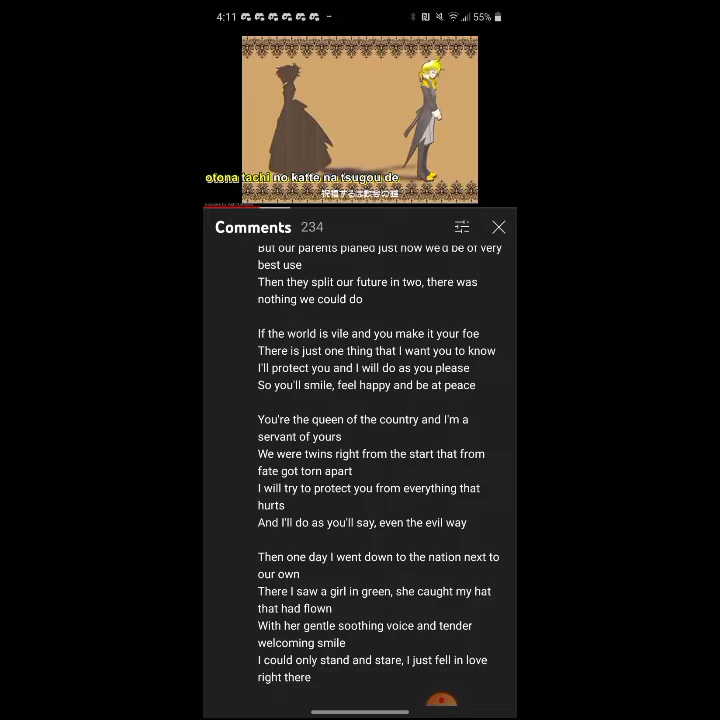 4:11
55%
otona tachi no katte na tsugou de
祝福する教会の鐘
Comments 234
But our parents planed just how we'd be of very
best use
Then they split our future in two, there was
nothing we could do
If the world is vile and you make it your foe
There is just one thing that I want you to know
I'll protect you and I will do as you please
So you'll smile, feel happy and be at peace
You're the queen of the country and I'm a
servant of yours
We were twins right from the start that from
fate got torn apart
I will try to protect you from everything that
hurts
And I'll do as you'll say, even the evil way
Then one day I went down to the nation next to
our own
There I saw a girl in green, she caught my hat
that had flown
With her gentle soothing voice and tender
welcoming smile
I could only stand and stare, I just fell in love
right there